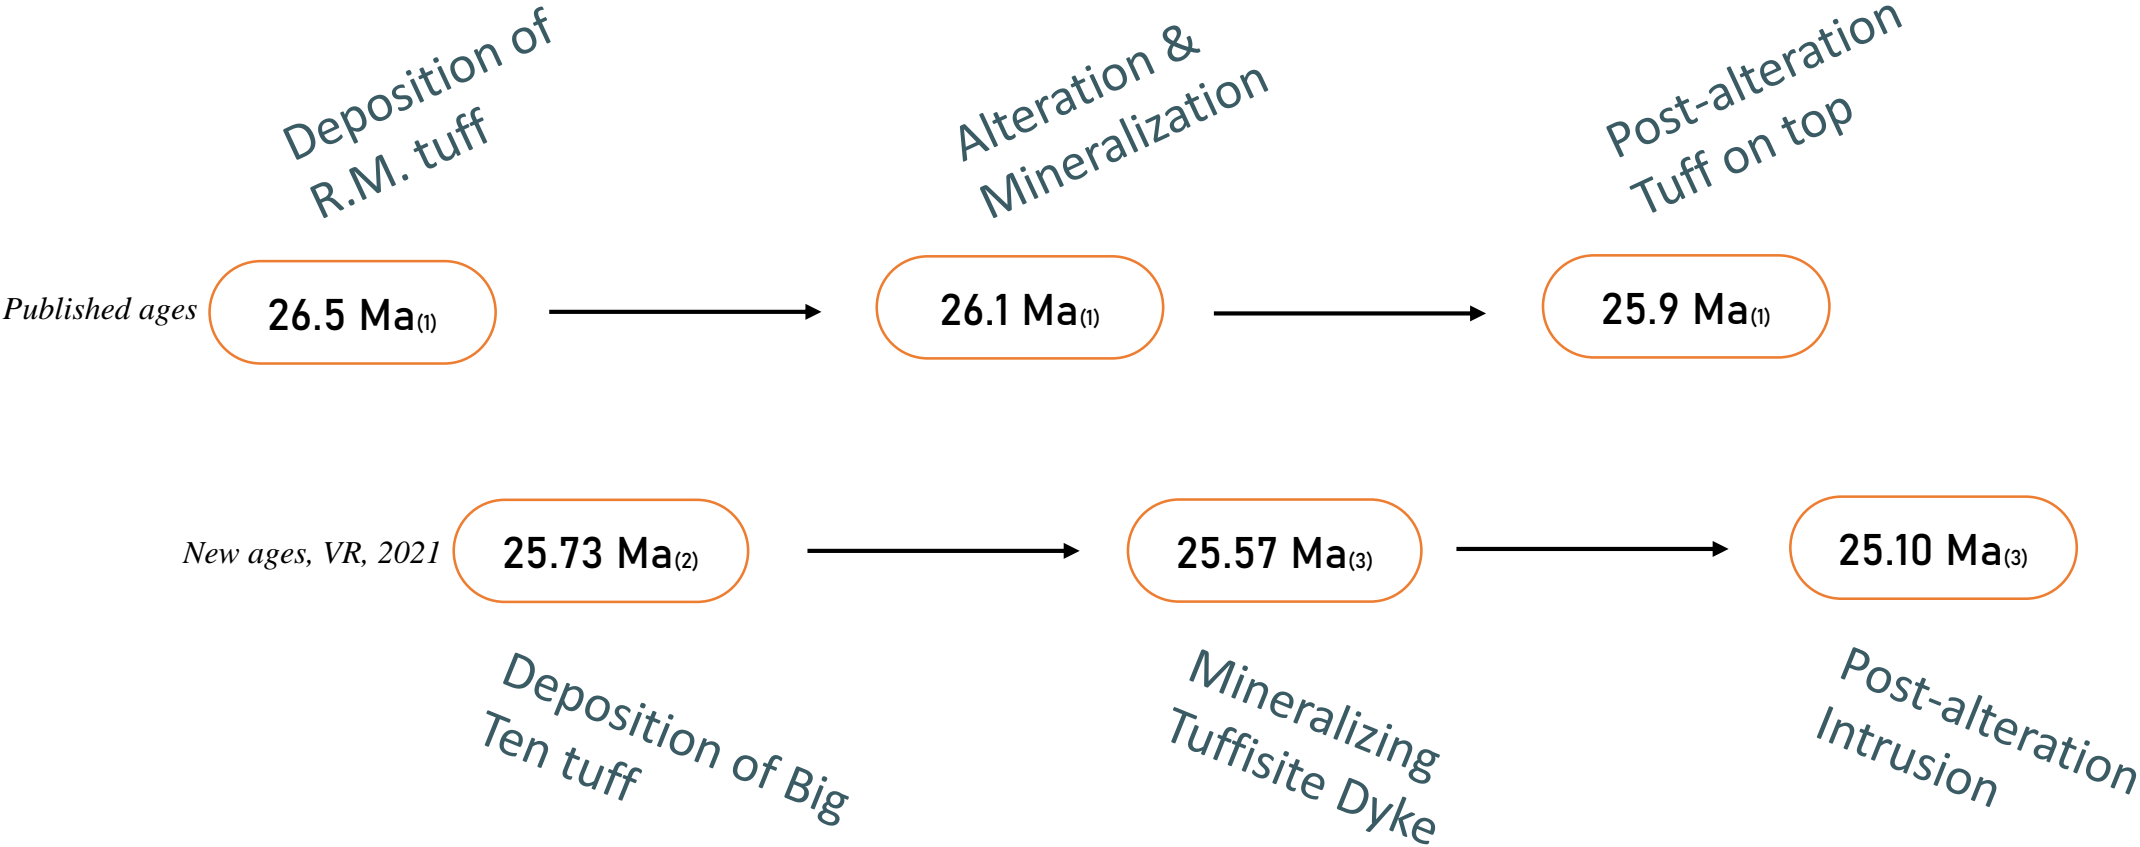 Deposition of
R.M. tuff
Alteration &
Mineralization
Post-alteration
Tuff on top
Published ages
26.5 Ma(1)
26.1 Ma(1)
25.9 Ma(1)
New ages, VR, 2021
25.73 Ma(2)
25.57 Ma(3)
25.10 Ma(3)
Deposition of Big
Ten tuff
Mineralizing
Tuffisite Dyke
Post-alteration
Intrusion